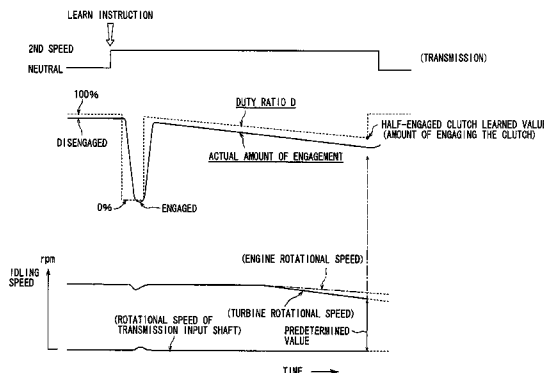 LEARN INSTRUCTION
2ND SPEED
NEUTRAL
(TRANSMISSION)
100%
DUTY RATIO D
DISENGAGED
HALF-ENGAGED CLUTCH LEARNED VALUE
(AMOUNT OF ENGAGING THE CLUTCH)
ACTUAL AMOUNT OF ENGAGEMENT
0%
ENGAGED
rpm
IDLING
SPEED
(ENGINE ROTATIONAL SPEED)
(TURBINE ROTATIONAL SPEED)
(ROTATIONAL SPEED OF
TRANSMISSION INPUT SHAFT)
PREDETERMINED
VALUE
TIME